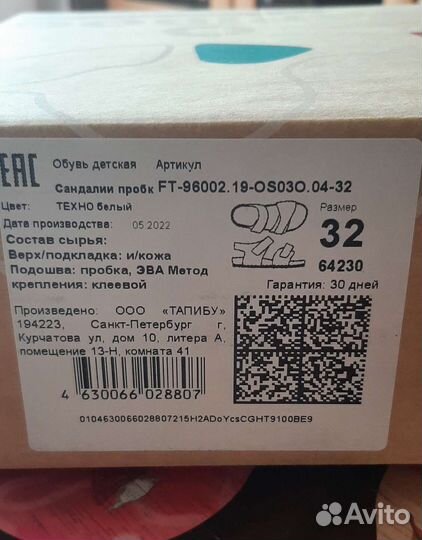 EAC
Обувь детская Артикул
Сандалии пробк FT-96002.19-OS03O.04-32
Цвет: ТЕХНО белый
Размер
32
64230
Дата производства: 05.2022
Состав сырья:
Верх/подкладка: и/кожа
Подошва: пробка, ЭВА Метод
крепления: клеевой
Гарантия: 30 дней
Произведено: ООО «ТАПИБУ»
194223, Санкт-Петербург г,
Курчатова ул, дом 10, литера А,
помещение 13-Н, комната 41
4 630066 028807
0104630066028807215H2ADoYcsCGHT9100BE9
Avito